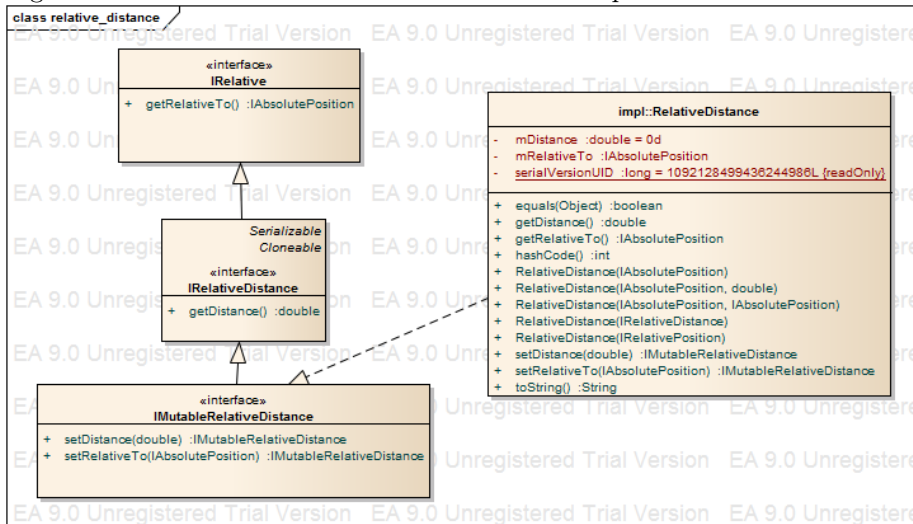 class relative_distance
EA 9.0 Unregistered Trial Version EA 9.0 Unregistered Trial Version EA 9.0 Unregistere
«interface»
IRelative
+ getRelativeTo() :IAbsolutePosition
Serializable
Cloneable
«interface»
IRelativeDistance
+ getDistance() :double
«interface»
IMutableRelativeDistance
+ setDistance(double) :IMutableRelativeDistance
+ setRelativeTo(IAbsolutePosition) :IMutableRelativeDistance
impl::RelativeDistance
- mDistance :double = 0d
- mRelativeTo :IAbsolutePosition
- serialVersionUID :long = 1092128499436244986L {readOnly}
+ equals(Object) :boolean
+ getDistance() :double
+ getRelativeTo() :IAbsolutePosition
+ hashCode() :int
+ RelativeDistance(IAbsolutePosition)
+ RelativeDistance(IAbsolutePosition, double)
+ RelativeDistance(IAbsolutePosition, IAbsolutePosition)
+ RelativeDistance(IRelativeDistance)
+ RelativeDistance(IRelativePosition)
+ setDistance(double) :IMutableRelativeDistance
+ setRelativeTo(IAbsolutePosition) :IMutableRelativeDistance
+ toString() :String
EA 9.0 Unregistered Trial Version EA 9.0 Unregistered Trial Version EA 9.0 Unregistere